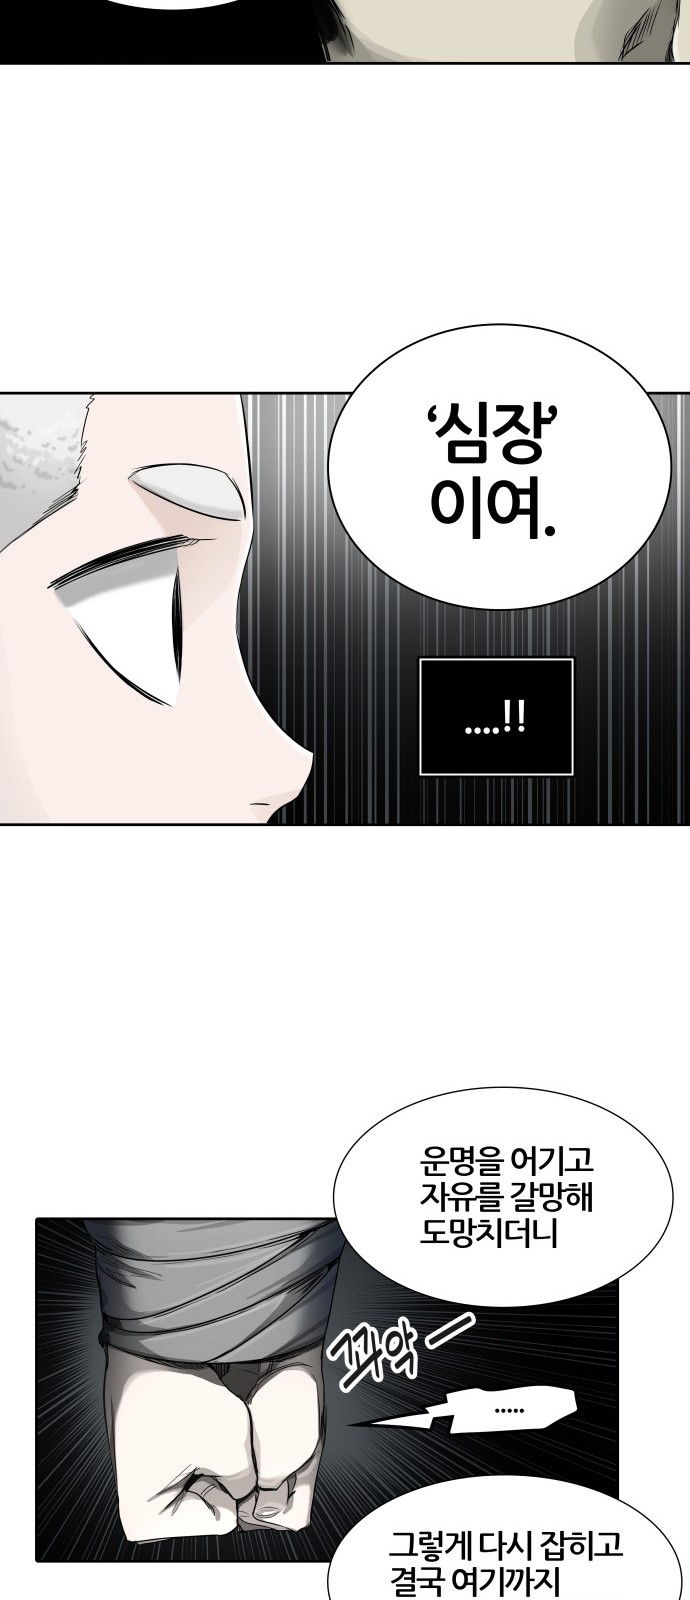 ‘심장’
이여.
....!!
운명을 어기고
자유를 갈망해
도망치더니
꽈악—
.....
그렇게 다시 잡히고
결국 여기까지